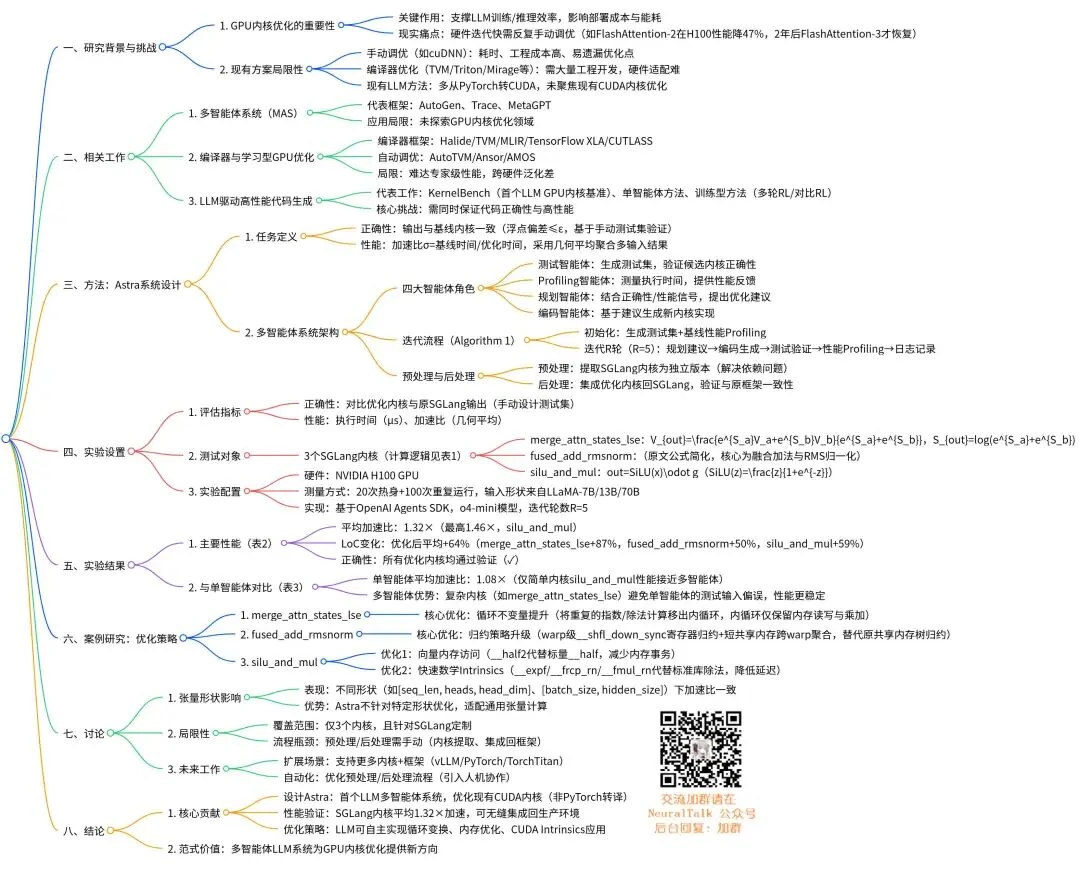 一、研究背景与挑战
1. GPU内核优化的重要性
关键作用：支撑LLM训练/推理效率，影响部署成本与能耗
现实痛点：硬件迭代快需反复手动调优（如FlashAttention-2在H100性能降47%，2年后FlashAttention-3才恢复）
2. 现有方案局限性
手动调优（如cuDNN）：耗时、工程成本高、易遗漏优化点
编译器优化（TVM/Triton/Mirage等）：需大量工程开发，硬件适配难
现有LLM方法：多从PyTorch转CUDA，未聚焦现有CUDA内核优化
二、相关工作
1. 多智能体系统（MAS）
代表框架：AutoGen、Trace、MetaGPT
应用局限：未探索GPU内核优化领域
2. 编译器与学习型GPU优化
编译器框架：Halide/TVM/MLIR/TensorFlow XLA/CUTLASS
自动调优：AutoTVM/Ansor/AMOS
局限：难达专家级性能，跨硬件泛化差
3. LLM驱动高性能代码生成
代表工作：KernelBench（首个LLM GPU内核基准）、单智能体方法、训练型方法（多轮RL/对比RL）
核心挑战：需同时保证代码正确性与高性能
三、方法：Astra系统设计
1. 任务定义
正确性：输出与基线内核一致（浮点偏差≤ε，基于手动测试集验证）
性能：加速比σ=基线时间/优化时间，采用几何平均聚合多输入结果
2. 多智能体系统架构
四大智能体角色
测试智能体：生成测试集，验证候选内核正确性
Profiling智能体：测量执行时间，提供性能反馈
规划智能体：结合正确性/性能信号，提出优化建议
编码智能体：基于建议生成新内核实现
迭代流程（Algorithm 1）
初始化：生成测试集+基线性能Profiling
迭代R轮（R=5）：规划建议→编码生成→测试验证→性能Profiling→日志记录
预处理与后处理
预处理：提取SGLang内核为独立版本（解决依赖问题）
后处理：集成优化内核回SGLang，验证与原框架一致性
四、实验设置
1. 评估指标
正确性：对比优化内核与原SGLang输出（手动设计测试集）
性能：执行时间（μs）、加速比（几何平均）
2. 测试对象
3个SGLang内核（计算逻辑见表1）
merge_attn_states_lse：V_{out}=\frac{e^{S_a}V_a+e^{S_b}V_b}{e^{S_a}+e^{S_b}}，S_{out}=log(e^{S_a}+e^{S_b})
fused_add_rmsnorm：（原文公式简化，核心为融合加法与RMS归一化）
silu_and_mul：out=SiLU(x)\odot g（SiLU(z)=\frac{z}{1+e^{-z}}）
3. 实验配置
硬件：NVIDIA H100 GPU
测量方式：20次热身+100次重复运行，输入形状来自LLaMA-7B/13B/70B
实现：基于OpenAI Agents SDK，o4-mini模型，迭代轮数R=5
五、实验结果
1. 主要性能（表2）
平均加速比：1.32×（最高1.46×，silu_and_mul）
LoC变化：优化后平均+64%（merge_attn_states_lse+87%，fused_add_rmsnorm+50%，silu_and_mul+59%）
正确性：所有优化内核均通过验证（✓）
2. 与单智能体对比（表3）
单智能体平均加速比：1.08×（仅简单内核silu_and_mul性能接近多智能体）
多智能体优势：复杂内核（如merge_attn_states_lse）避免单智能体的测试输入偏误，性能更稳定
六、案例研究：优化策略
1. merge_attn_states_lse
核心优化：循环不变量提升（将重复的指数/除法计算移出内循环，内循环仅保留内存读写与乘加）
2. fused_add_rmsnorm
核心优化：归约策略升级（warp级__shfl_down_sync寄存器归约+短共享内存跨warp聚合，替代原共享内存树归约）
3. silu_and_mul
优化1：向量内存访问（__half2代替标量__half，减少内存事务）
优化2：快速数学Intrinsics（__expf/__frcp_rn/__fmul_rn代替标准库除法，降低延迟）
七、讨论
1. 张量形状影响
表现：不同形状（如[seq_len, heads, head_dim]、[batch_size, hidden_size]）下加速比一致
优势：Astra不针对特定形状优化，适配通用张量计算
2. 局限性
覆盖范围：仅3个内核，且针对SGLang定制
流程瓶颈：预处理/后处理需手动（内核提取、集成回框架）
3. 未来工作
扩展场景：支持更多内核+框架（vLLM/PyTorch/TorchTitan）
自动化：优化预处理/后处理流程（引入人机协作）
八、结论
1. 核心贡献
设计Astra：首个LLM多智能体系统，优化现有CUDA内核（非PyTorch转译）
性能验证：SGLang内核平均1.32×加速，可无缝集成回生产环境
优化策略：LLM可自主实现循环变换、内存优化、CUDA Intrinsics应用
2. 范式价值：多智能体LLM系统为GPU内核优化提供新方向
交流加群请在
NeuralTalk 公众号
后台回复：加群